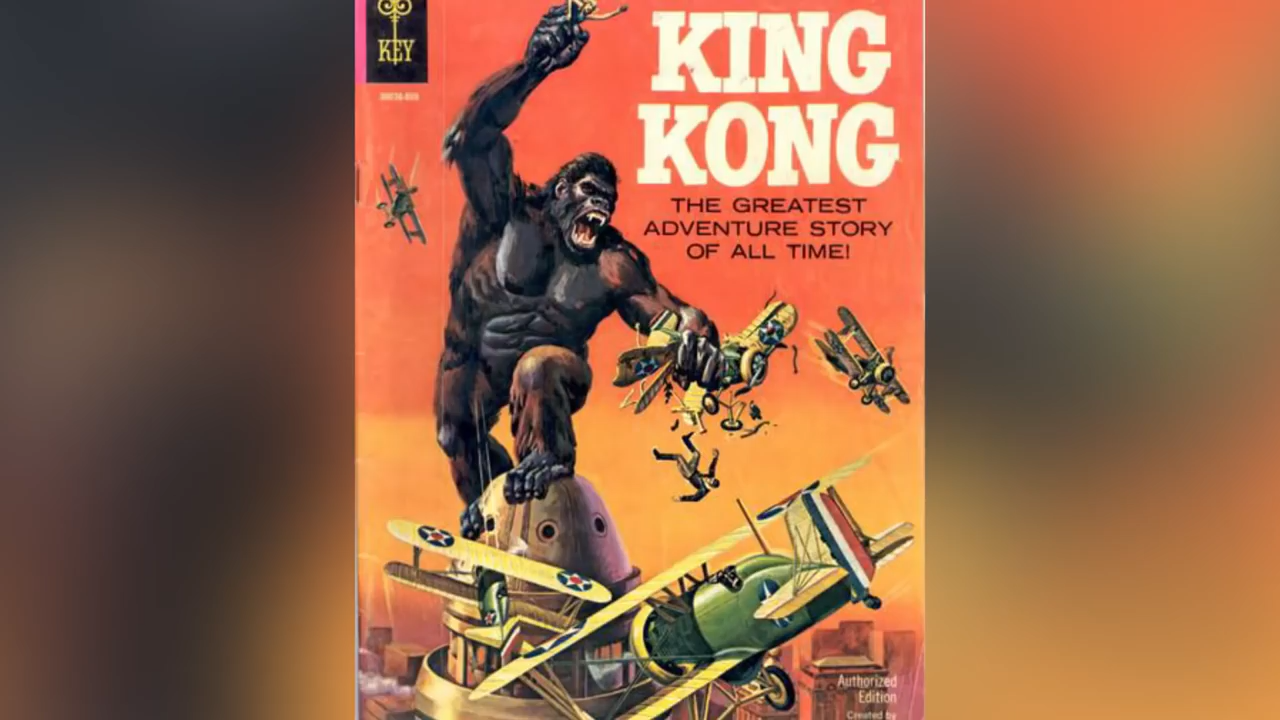 KEY
KING
KONG
THE GREATEST
ADVENTURE STORY
OF ALL TIME!
Authorized
Edition
Created by